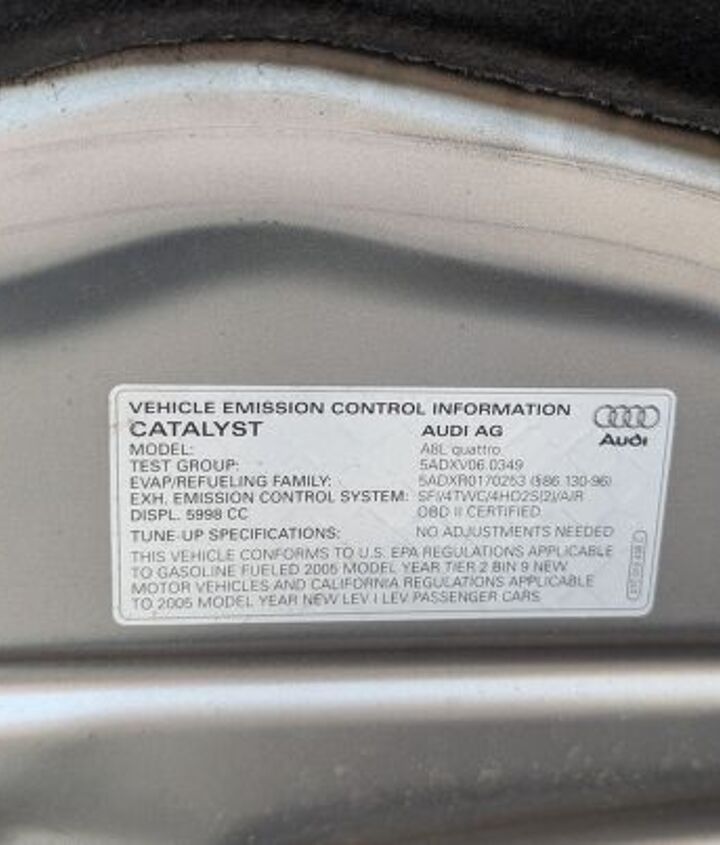 VEHICLE EMISSION CONTROL INFORMATION
CATALYST AUDI AG
Audi
MODEL: A8L quattro
TEST GROUP: 5ADXV06.0349
EVAP/REFUELING FAMILY: 5ADXR0170253 (§86.130-96)
EXH. EMISSION CONTROL SYSTEM: SFI/4TWC/4HO2S(2)/AIR
DISPL. 5998 CC OBD II CERTIFIED
TUNE-UP SPECIFICATIONS: NO ADJUSTMENTS NEEDED
THIS VEHICLE CONFORMS TO U.S. EPA REGULATIONS APPLICABLE
TO GASOLINE FUELED 2005 MODEL YEAR TIER 2 BIN 9 NEW
MOTOR VEHICLES AND CALIFORNIA REGULATIONS APPLICABLE
TO 2005 MODEL YEAR NEW LEV I LEV PASSENGER CARS